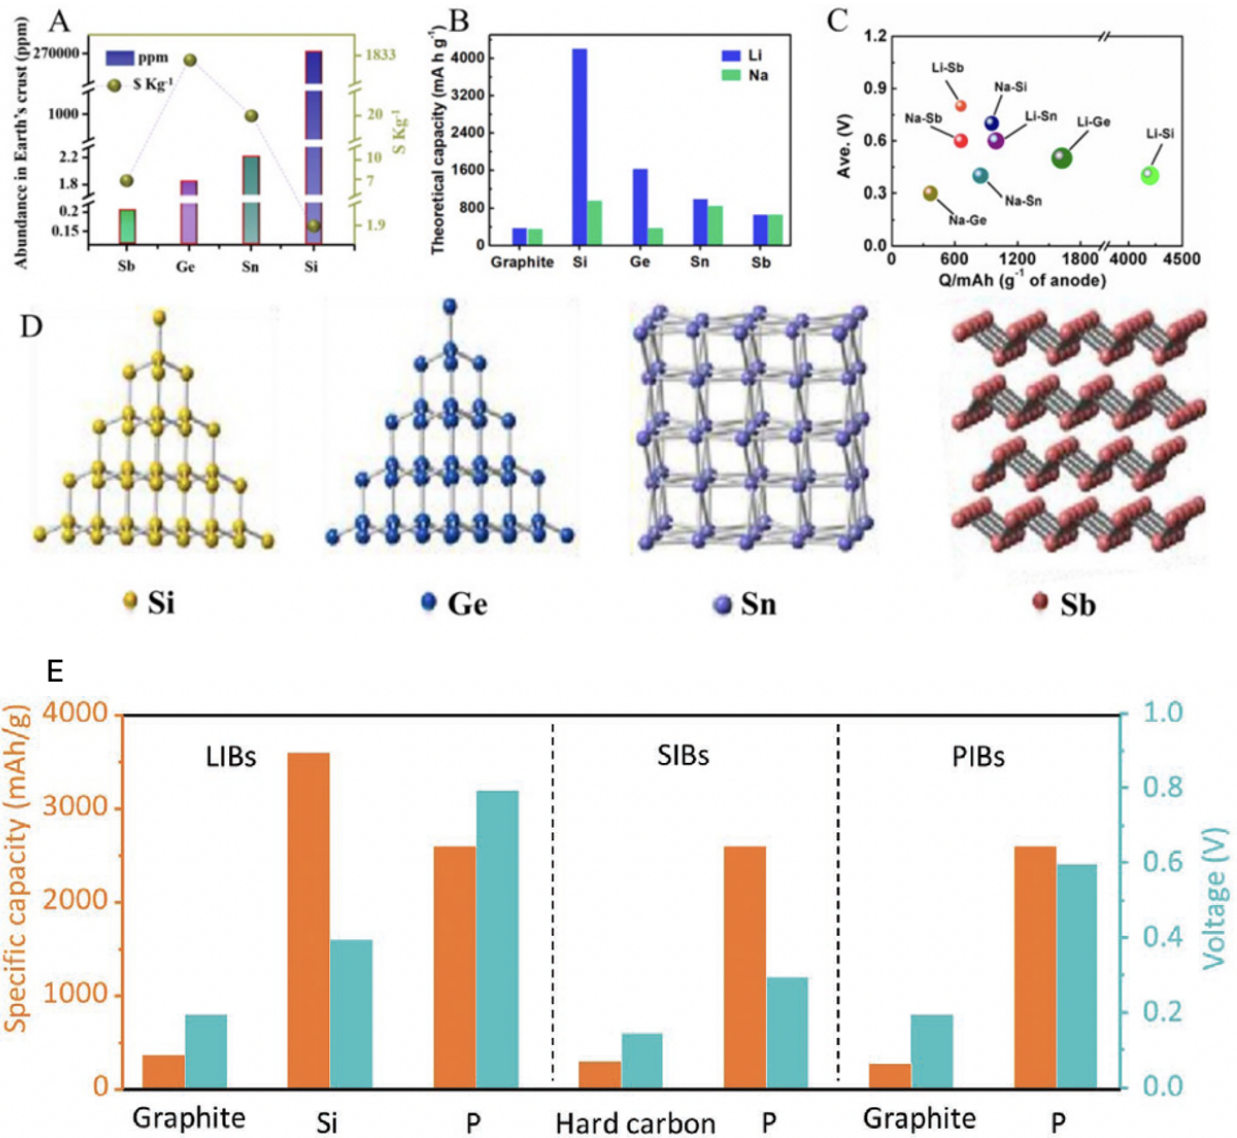 A
Abundance in Earth's crust (ppm)
270000
1000
2.2
1.8
0.2
0.15
ppm
$ Kg-1
1833
20
10
7
1.9
$ Kg-1
Sb Ge Sn Si
B
Theoretical capacity (mA h g-1)
4000
3200
2400
1600
800
0
Li
Na
Graphite Si Ge Sn Sb
C
Ave. (V)
1.2
0.9
0.6
0.3
0.0
Li-Sb
Na-Si
Na-Sb
Li-Sn
Li-Ge
Li-Si
Na-Sn
Na-Ge
0 600 1200 1800 4000 4500
Q/mAh (g-1 of anode)
D
Si Ge Sn Sb
E
Specific capacity (mAh/g)
4000
3000
2000
1000
0
LIBs SIBs PIBs
1.0
0.8
0.6
0.4
0.2
0.0
Voltage (V)
Graphite Si P Hard carbon P Graphite P